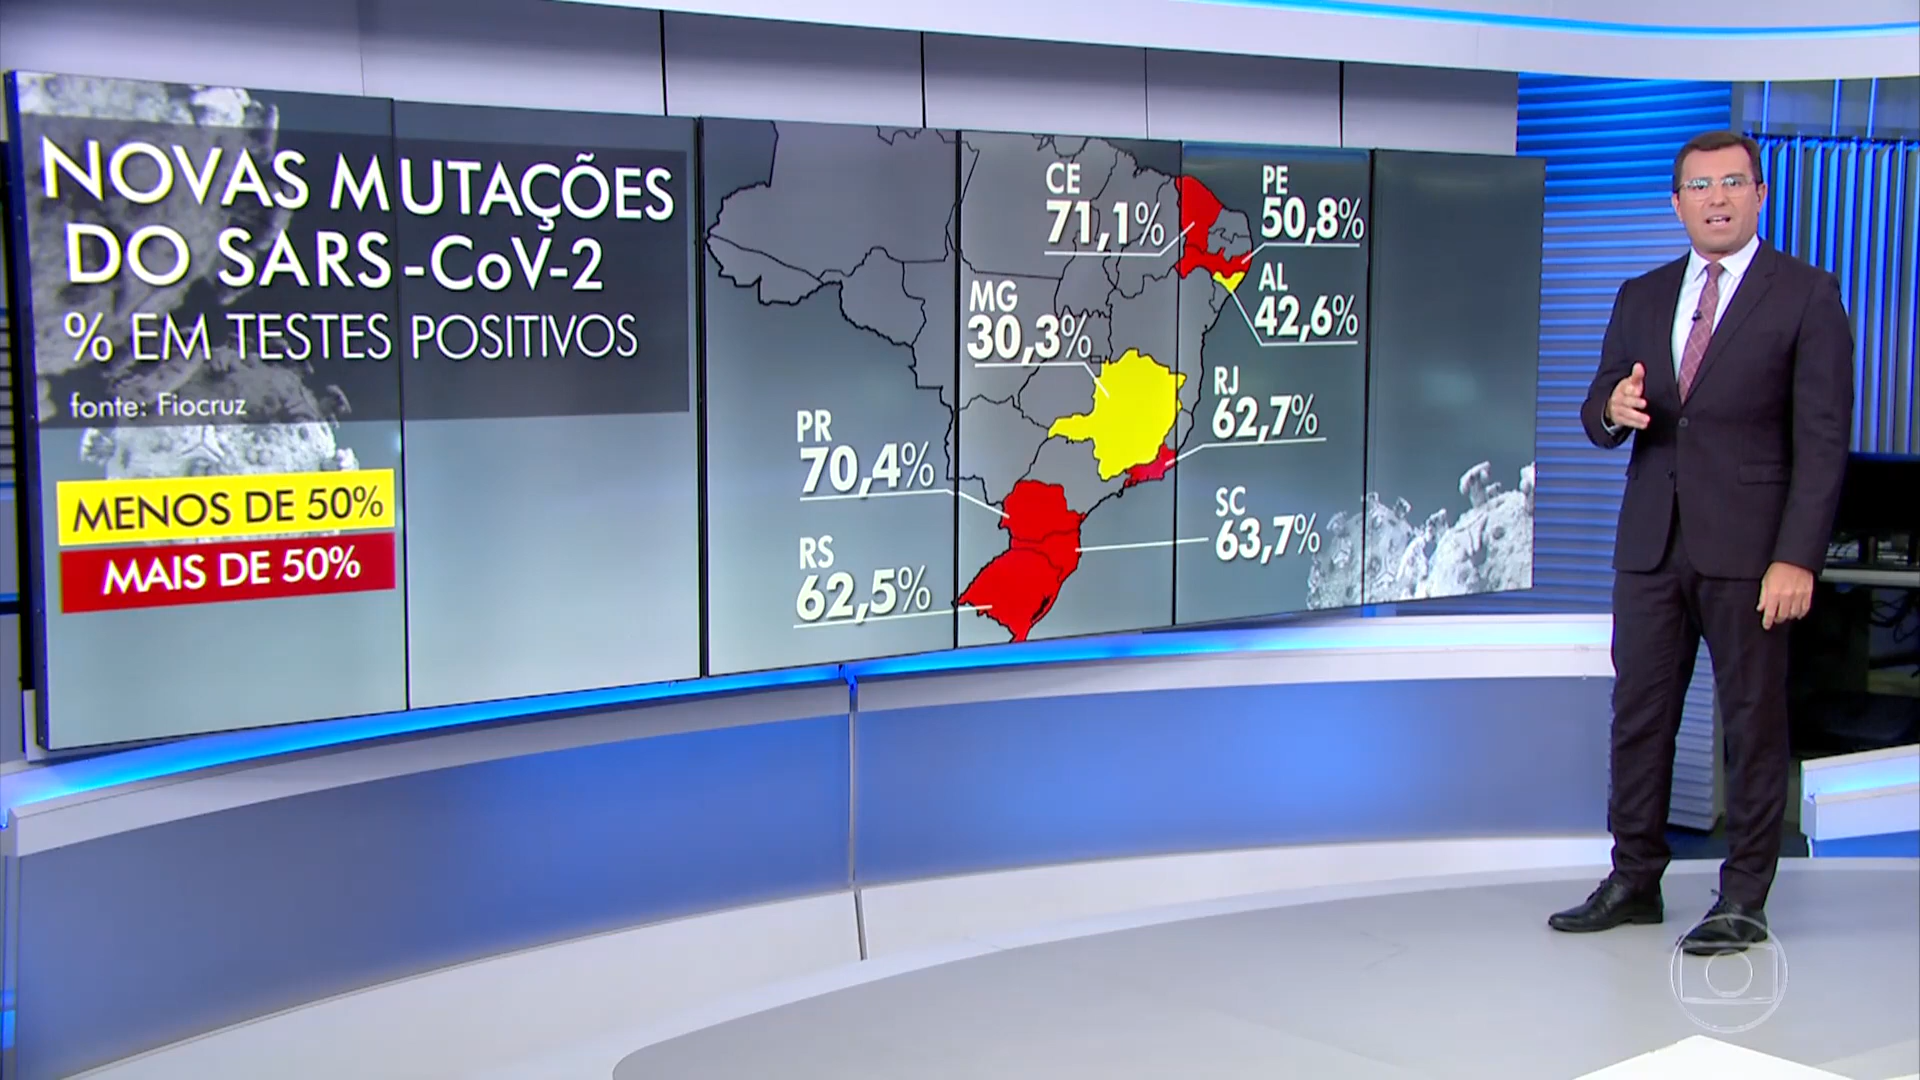 NOVAS MUTAÇÕES
DO SARS-CoV-2
% EM TESTES POSITIVOS
fonte: Fiocruz
MENOS DE 50%
MAIS DE 50%
CE
71,1%
PE
50,8%
MG
30,3%
AL
42,6%
RJ
62,7%
PR
70,4%
SC
63,7%
RS
62,5%